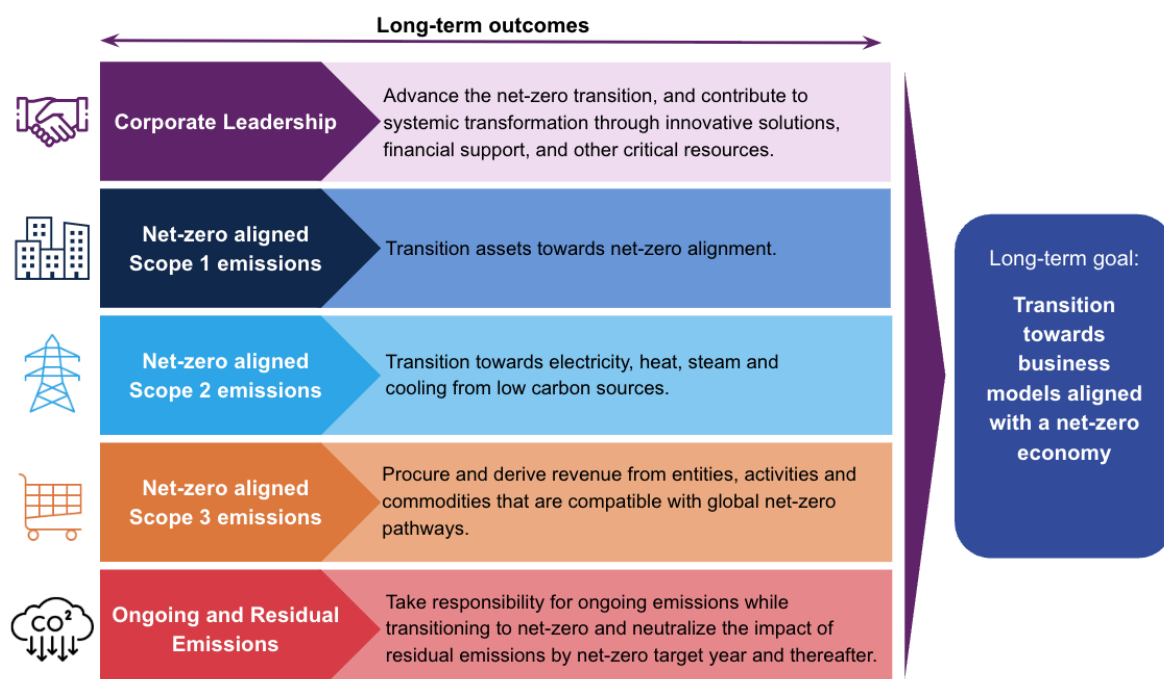 Long-term outcomes
Corporate Leadership
Advance the net-zero transition, and contribute to
systemic transformation through innovative solutions,
financial support, and other critical resources.
Net-zero aligned
Scope 1 emissions
Transition assets towards net-zero alignment.
Net-zero aligned
Scope 2 emissions
Transition towards electricity, heat, steam and
cooling from low carbon sources.
Net-zero aligned
Scope 3 emissions
Procure and derive revenue from entities, activities and
commodities that are compatible with global net-zero
pathways.
CO²
Ongoing and Residual
Emissions
Take responsibility for ongoing emissions while
transitioning to net-zero and neutralize the impact of
residual emissions by net-zero target year and thereafter.
Long-term goal:
Transition
towards
business
models aligned
with a net-zero
economy